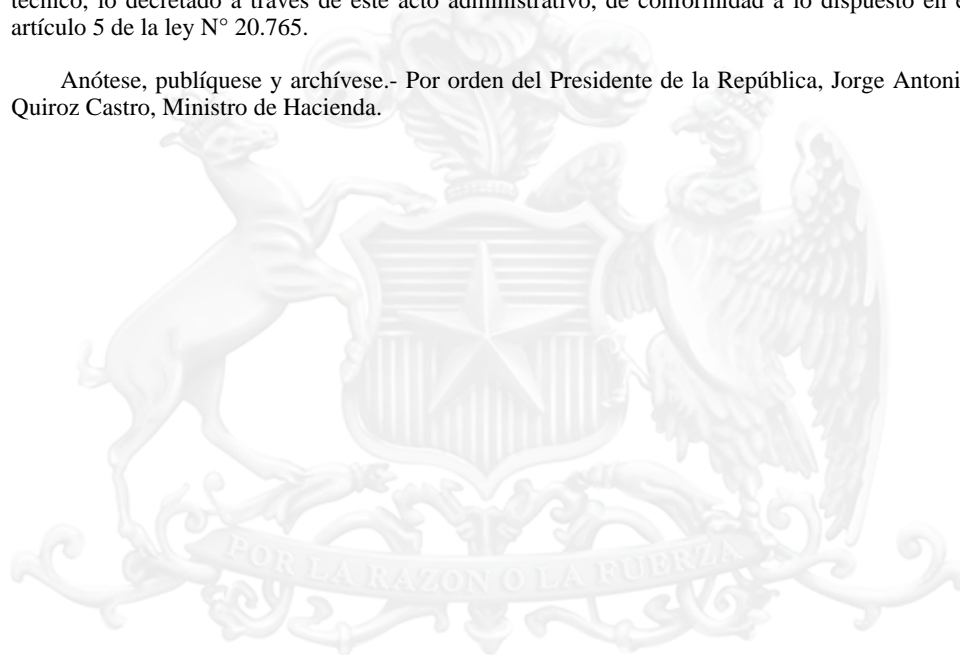 técnico, lo decretado a través de este acto administrativo, de conformidad a lo dispuesto en e
artículo 5 de la ley N° 20.765.
Anótese, publíquese y archívese.- Por orden del Presidente de la República, Jorge Antoni
Quiroz Castro, Ministro de Hacienda.
POR LA RAZON O LA FUERZA